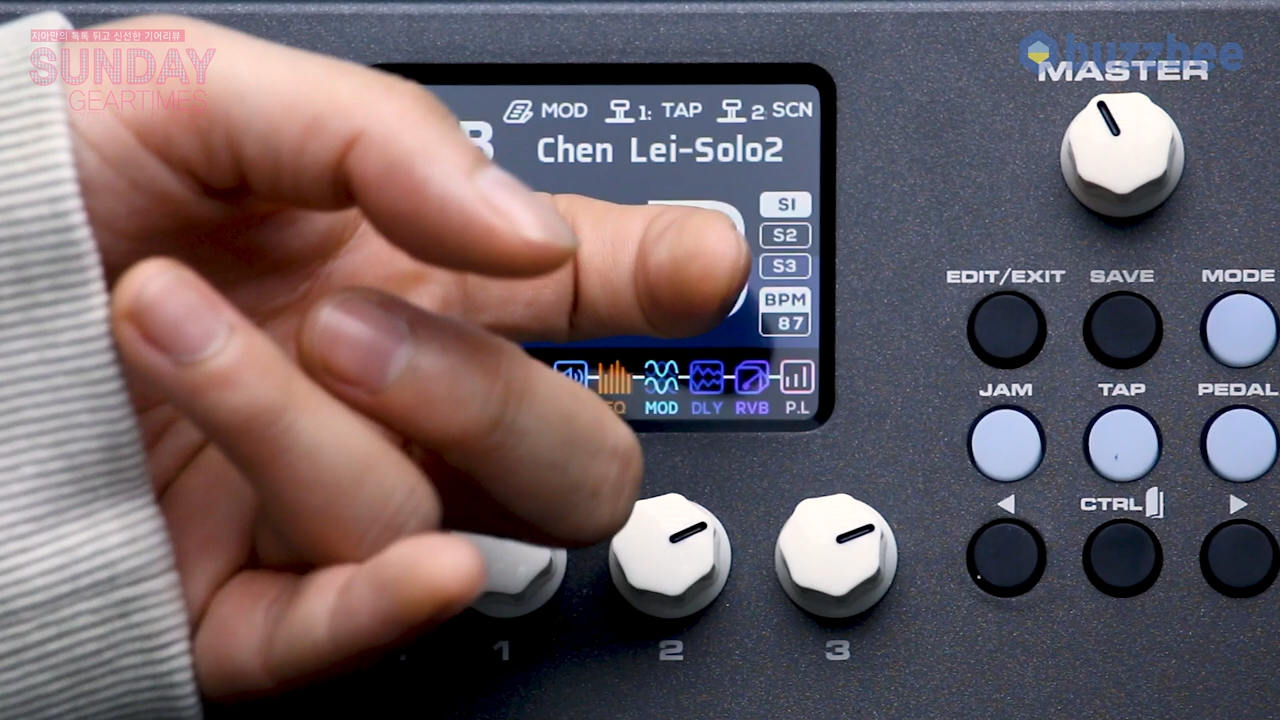 지아만의 톡톡 튀고 신선한 기어리뷰
SUNDAY
GEARTIMES
buzzbee
MASTER
MOD 1: TAP 2: SCN
Chen Lei-Solo2
S1
S2
S3
BPM
87
MOD DLY RVB P.L
EDIT/EXIT SAVE MODE
JAM TAP PEDAL
◀ CTRL ▶
1 2 3